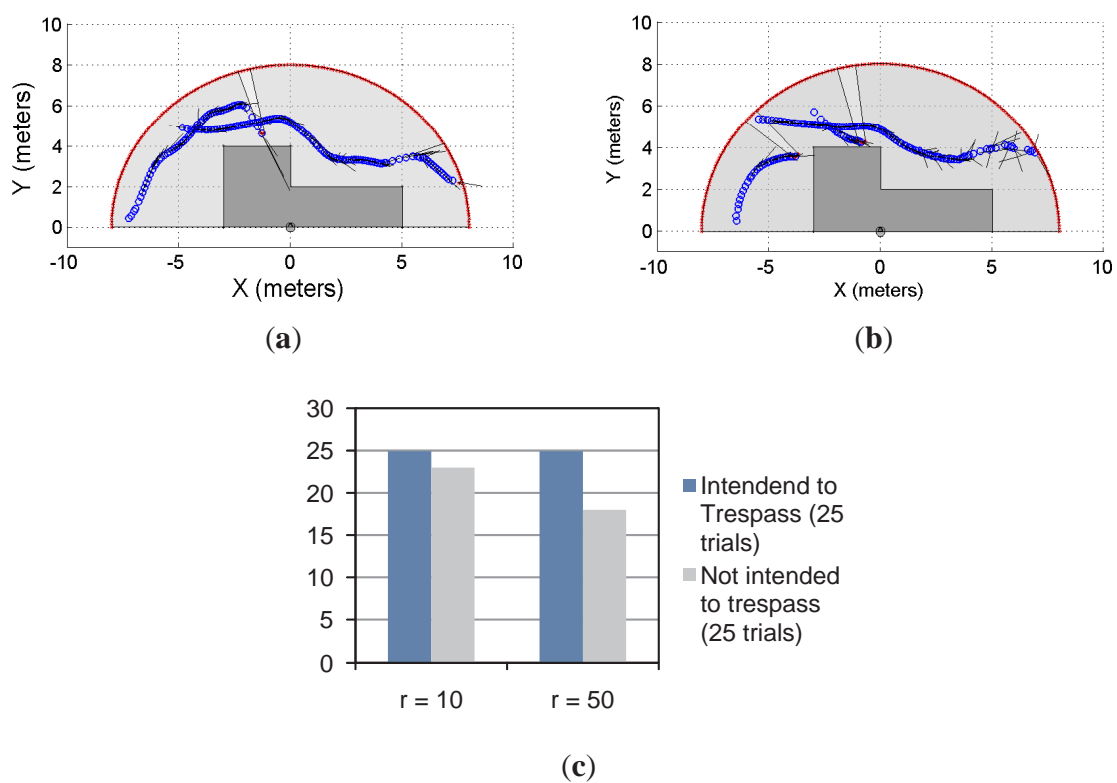 10
8
6
4
2
0
Y (meters)
-10
-5
0
5
10
X (meters)
(a)
10
8
6
4
2
0
Y (meters)
-10
-5
0
5
10
X (meters)
(b)
30
25
20
15
10
5
0
r = 10
r = 50
Intendend to
Trespass (25
trials)
Not intended
to trespass
(25 trials)
(c)